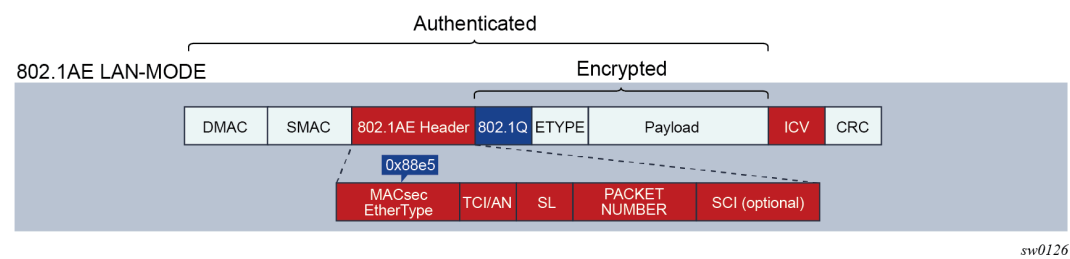 Authenticated
802.1AE LAN-MODE
Encrypted
DMAC SMAC 802.1AE Header 802.1Q ETYPE Payload ICV CRC
0x88e5
MACsec
EtherType
TCI/AN
SL
PACKET
NUMBER
SCI (optional)
sw0126